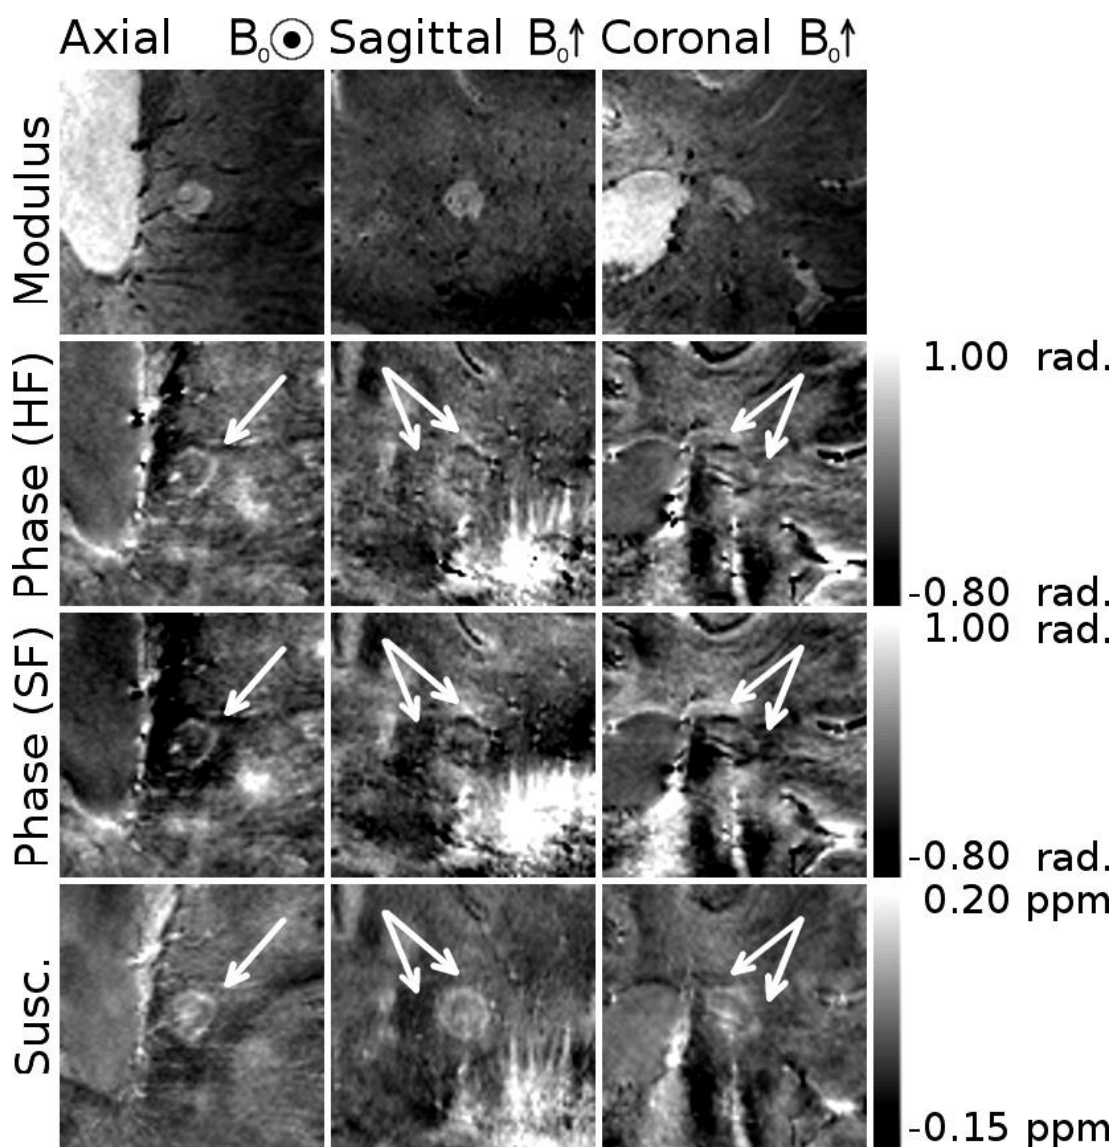 Axial B₀⊙ Sagittal B₀↑ Coronal B₀↑
Modulus
Phase (HF)
1.00 rad.
-0.80 rad.
Phase (SF)
1.00 rad.
-0.80 rad.
Susc.
0.20 ppm
-0.15 ppm